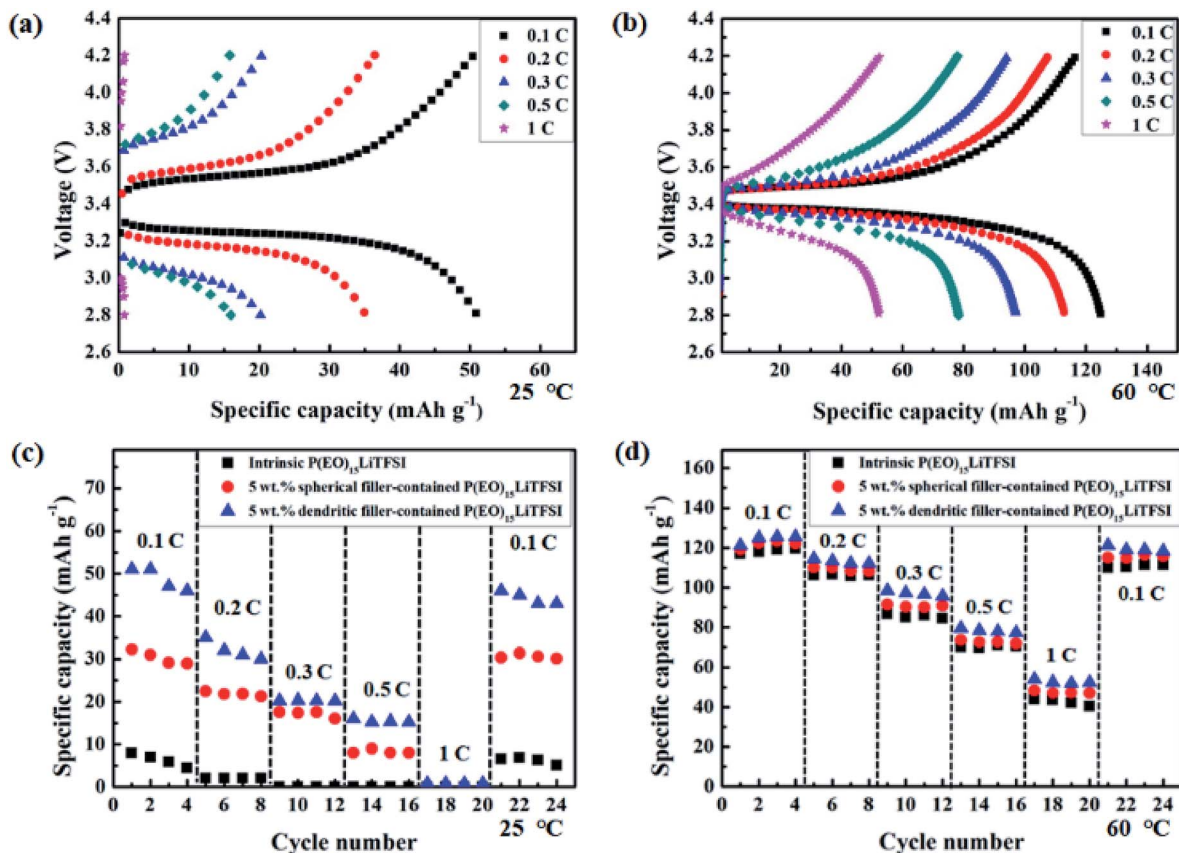 (a)
4.4
4.2
4.0
3.8
3.6
3.4
3.2
3.0
2.8
2.6
Voltage (V)
0.1 C
0.2 C
0.3 C
0.5 C
1 C
0 10 20 30 40 50 60
Specific capacity (mAh g⁻¹)
25 °C
(b)
4.4
4.2
4.0
3.8
3.6
3.4
3.2
3.0
2.8
2.6
Voltage (V)
0.1 C
0.2 C
0.3 C
0.5 C
1 C
20 40 60 80 100 120 140
Specific capacity (mAh g⁻¹)
60 °C
(c)
70
60
50
40
30
20
10
0
Specific capacity (mAh g⁻¹)
Intrinsic P(EO)₁₅LiTFSI
5 wt.% spherical filler-contained P(EO)₁₅LiTFSI
5 wt.% dendritic filler-contained P(EO)₁₅LiTFSI
0.1 C
0.2 C
0.3 C
0.5 C
1 C
0.1 C
0 2 4 6 8 10 12 14 16 18 20 22 24
Cycle number
25 °C
(d)
160
140
120
100
80
60
40
20
0
Specific capacity (mAh g⁻¹)
Intrinsic P(EO)₁₅LiTFSI
5 wt.% spherical filler-contained P(EO)₁₅LiTFSI
5 wt.% dendritic filler-contained P(EO)₁₅LiTFSI
0.1 C
0.2 C
0.3 C
0.5 C
1 C
0.1 C
0 2 4 6 8 10 12 14 16 18 20 22 24
Cycle number
60 °C